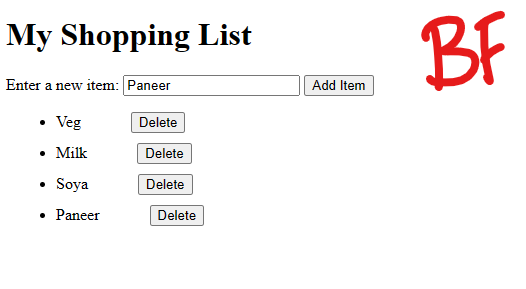 My Shopping List
BF
Enter a new item: Paneer Add Item
Veg Delete
Milk Delete
Soya Delete
Paneer Delete